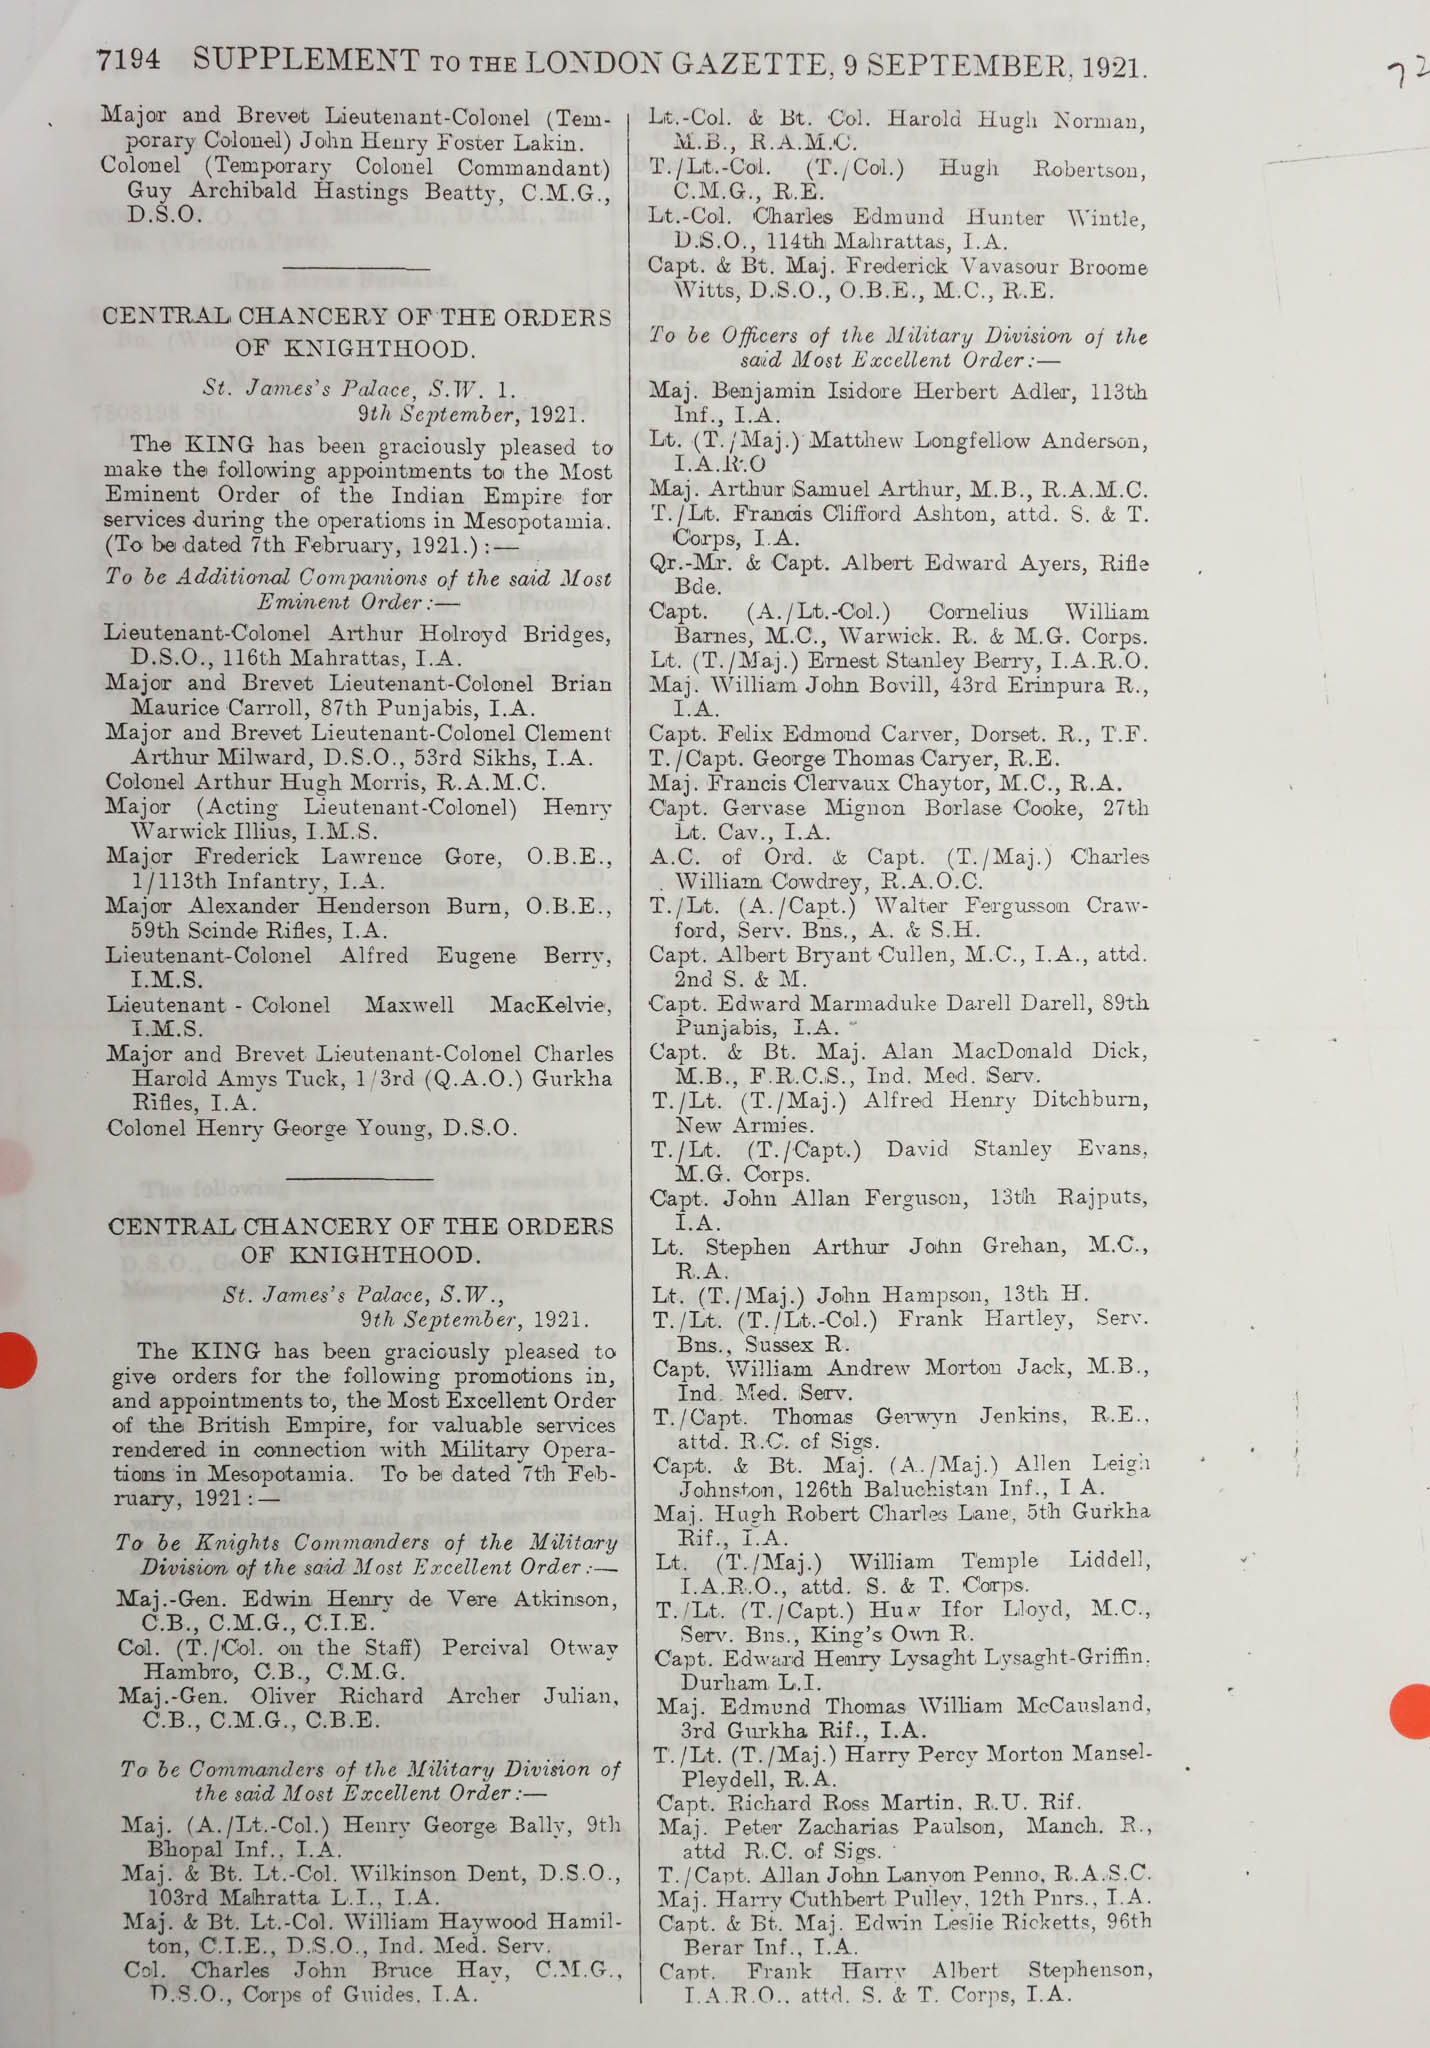 7194 SUPPLEMENT TO THE LONDON GAZETTE, 9 SEPTEMBER, 1921.
72
Major and Brevet Lieutenant-Colonel (Tem-
porary Colonel) John Henry Foster Lakin.
Colonel (Temporary Colonel Commandant)
Guy Archibald Hastings Beatty, C.M.G.,
D.S.O.
CENTRAL CHANCERY OF THE ORDERS
OF KNIGHTHOOD.
St. James's Palace, S.W. 1.
9th September, 1921.
The KING has been graciously pleased to
make the following appointments to the Most
Eminent Order of the Indian Empire for
services during the operations in Mesopotamia.
(To be dated 7th February, 1921.) :—
To be Additional Companions of the said Most
Eminent Order :—
Lieutenant-Colonel Arthur Holroyd Bridges,
D.S.O., 116th Mahrattas, I.A.
Major and Brevet Lieutenant-Colonel Brian
Maurice Carroll, 87th Punjabis, I.A.
Major and Brevet Lieutenant-Colonel Clement
Arthur Milward, D.S.O., 53rd Sikhs, I.A.
Colonel Arthur Hugh Morris, R.A.M.C.
Major (Acting Lieutenant-Colonel) Henry
Warwick Illius, I.M.S.
Major Frederick Lawrence Gore, O.B.E.,
1/113th Infantry, I.A.
Major Alexander Henderson Burn, O.B.E.,
59th Scinde Rifles, I.A.
Lieutenant-Colonel Alfred Eugene Berry,
I.M.S.
Lieutenant - Colonel Maxwell MacKelvie,
I.M.S.
Major and Brevet Lieutenant-Colonel Charles
Harold Amys Tuck, 1/3rd (Q.A.O.) Gurkha
Rifles, I.A.
Colonel Henry George Young, D.S.O.
CENTRAL CHANCERY OF THE ORDERS
OF KNIGHTHOOD.
St. James's Palace, S.W.,
9th September, 1921.
The KING has been graciously pleased to
give orders for the following promotions in,
and appointments to, the Most Excellent Order
of the British Empire, for valuable services
rendered in connection with Military Opera-
tions in Mesopotamia. To be dated 7th Feb-
ruary, 1921 :—
To be Knights Commanders of the Military
Division of the said Most Excellent Order :—
Maj.-Gen. Edwin Henry de Vere Atkinson,
C.B., C.M.G., C.I.E.
Col. (T./Col. on the Staff) Percival Otway
Hambro, C.B., C.M.G.
Maj.-Gen. Oliver Richard Archer Julian,
C.B., C.M.G., C.B.E.
To be Commanders of the Military Division of
the said Most Excellent Order :—
Maj. (A./Lt.-Col.) Henry George Bally, 9th
Bhopal Inf., I.A.
Maj. & Bt. Lt.-Col. Wilkinson Dent, D.S.O.,
103rd Mahratta L.I., I.A.
Maj. & Bt. Lt.-Col. William Haywood Hamil-
ton, C.I.E., D.S.O., Ind. Med. Serv.
Col. Charles John Bruce Hay, C.M.G.,
D.S.O., Corps of Guides, I.A.
Lt.-Col. & Bt. Col. Harold Hugh Norman,
M.B., R.A.M.C.
T./Lt.-Col. (T./Col.) Hugh Robertson,
C.M.G., R.E.
Lt.-Col. Charles Edmund Hunter Wintle,
D.S.O., 114th Mahrattas, I.A.
Capt. & Bt. Maj. Frederick Vavasour Broome
Witts, D.S.O., O.B.E., M.C., R.E.
To be Officers of the Military Division of the
said Most Excellent Order :—
Maj. Benjamin Isidore Herbert Adler, 113th
Inf., I.A.
Lt. (T./Maj.) Matthew Longfellow Anderson,
I.A.R.O
Maj. Arthur Samuel Arthur, M.B., R.A.M.C.
T./Lt. Francis Clifford Ashton, attd. S. & T.
Corps, I.A.
Qr.-Mr. & Capt. Albert Edward Ayers, Rifle
Bde.
Capt. (A./Lt.-Col.) Cornelius William
Barnes, M.C., Warwick. R. & M.G. Corps.
Lt. (T./Maj.) Ernest Stanley Berry, I.A.R.O.
Maj. William John Bovill, 43rd Erinpura R.,
I.A.
Capt. Felix Edmond Carver, Dorset. R., T.F.
T./Capt. George Thomas Caryer, R.E.
Maj. Francis Clervaux Chaytor, M.C., R.A.
Capt. Gervase Mignon Borlase Cooke, 27th
Lt. Cav., I.A.
A.C. of Ord. & Capt. (T./Maj.) Charles
William Cowdrey, R.A.O.C.
T./Lt. (A./Capt.) Walter Fergusson Craw-
ford, Serv. Bns., A. & S.H.
Capt. Albert Bryant Cullen, M.C., I.A., attd.
2nd S. & M.
Capt. Edward Marmaduke Darell Darell, 89th
Punjabis, I.A.
Capt. & Bt. Maj. Alan MacDonald Dick,
M.B., F.R.C.S., Ind. Med. Serv.
T./Lt. (T./Maj.) Alfred Henry Ditchburn,
New Armies.
T./Lt. (T./Capt.) David Stanley Evans,
M.G. Corps.
Capt. John Allan Ferguson, 13th Rajputs,
I.A.
Lt. Stephen Arthur John Grehan, M.C.,
R.A.
Lt. (T./Maj.) John Hampson, 13th H.
T./Lt. (T./Lt.-Col.) Frank Hartley, Serv.
Bns., Sussex R.
Capt. William Andrew Morton Jack, M.B.,
Ind. Med. Serv.
T./Capt. Thomas Gerwyn Jenkins, R.E.,
attd. R.C. of Sigs.
Capt. & Bt. Maj. (A./Maj.) Allen Leigh
Johnston, 126th Baluchistan Inf., I A.
Maj. Hugh Robert Charles Lane, 5th Gurkha
Rif., I.A.
Lt. (T./Maj.) William Temple Liddell,
I.A.R.O., attd. S. & T. Corps.
T./Lt. (T./Capt.) Huw Ifor Lloyd, M.C.,
Serv. Bns., King's Own R.
Capt. Edward Henry Lysaght Lysaght-Griffin,
Durham L.I.
Maj. Edmund Thomas William McCausland,
3rd Gurkha Rif., I.A.
T./Lt. (T./Maj.) Harry Percy Morton Mansel-
Pleydell, R.A.
Capt. Richard Ross Martin, R.U. Rif.
Maj. Peter Zacharias Paulson, Manch. R.,
attd R.C. of Sigs.
T./Capt. Allan John Lanyon Penno, R.A.S.C.
Maj. Harry Cuthbert Pulley, 12th Pnrs., I.A.
Capt. & Bt. Maj. Edwin Leslie Ricketts, 96th
Berar Inf., I.A.
Capt. Frank Harry Albert Stephenson,
I.A.R.O., attd. S. & T. Corps, I.A.